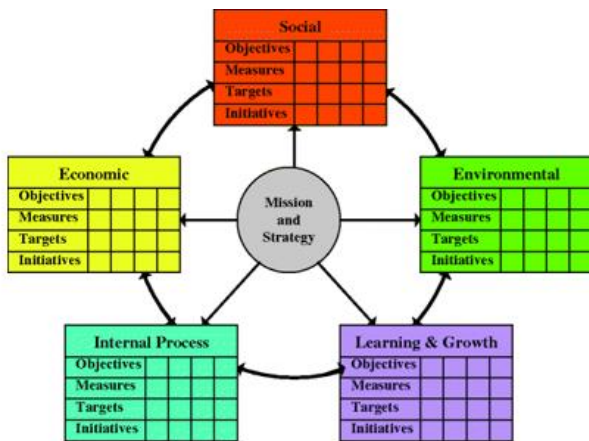 Social
Objectives
Measures
Targets
Initiatives
Economic
Objectives
Measures
Targets
Initiatives
Mission
and
Strategy
Environmental
Objectives
Measures
Targets
Initiatives
Internal Process
Objectives
Measures
Targets
Initiatives
Learning & Growth
Objectives
Measures
Targets
Initiatives